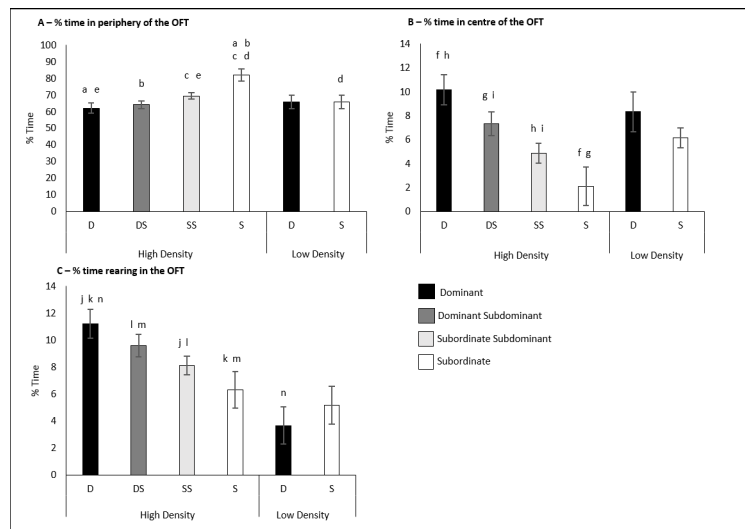 A – % time in periphery of the OFT
% Time
100
90
80
70
60
50
40
30
20
10
0
a e
b
c e
a b
c d
d
D DS SS S D S
High Density Low Density
B – % time in centre of the OFT
% Time
14
12
10
8
6
4
2
0
f h
g i
h i
f g
D DS SS S D S
High Density Low Density
C – % time rearing in the OFT
% Time
14
12
10
8
6
4
2
0
j k n
l m
j l
k m
n
D DS SS S D S
High Density Low Density
Dominant
Dominant Subdominant
Subordinate Subdominant
Subordinate